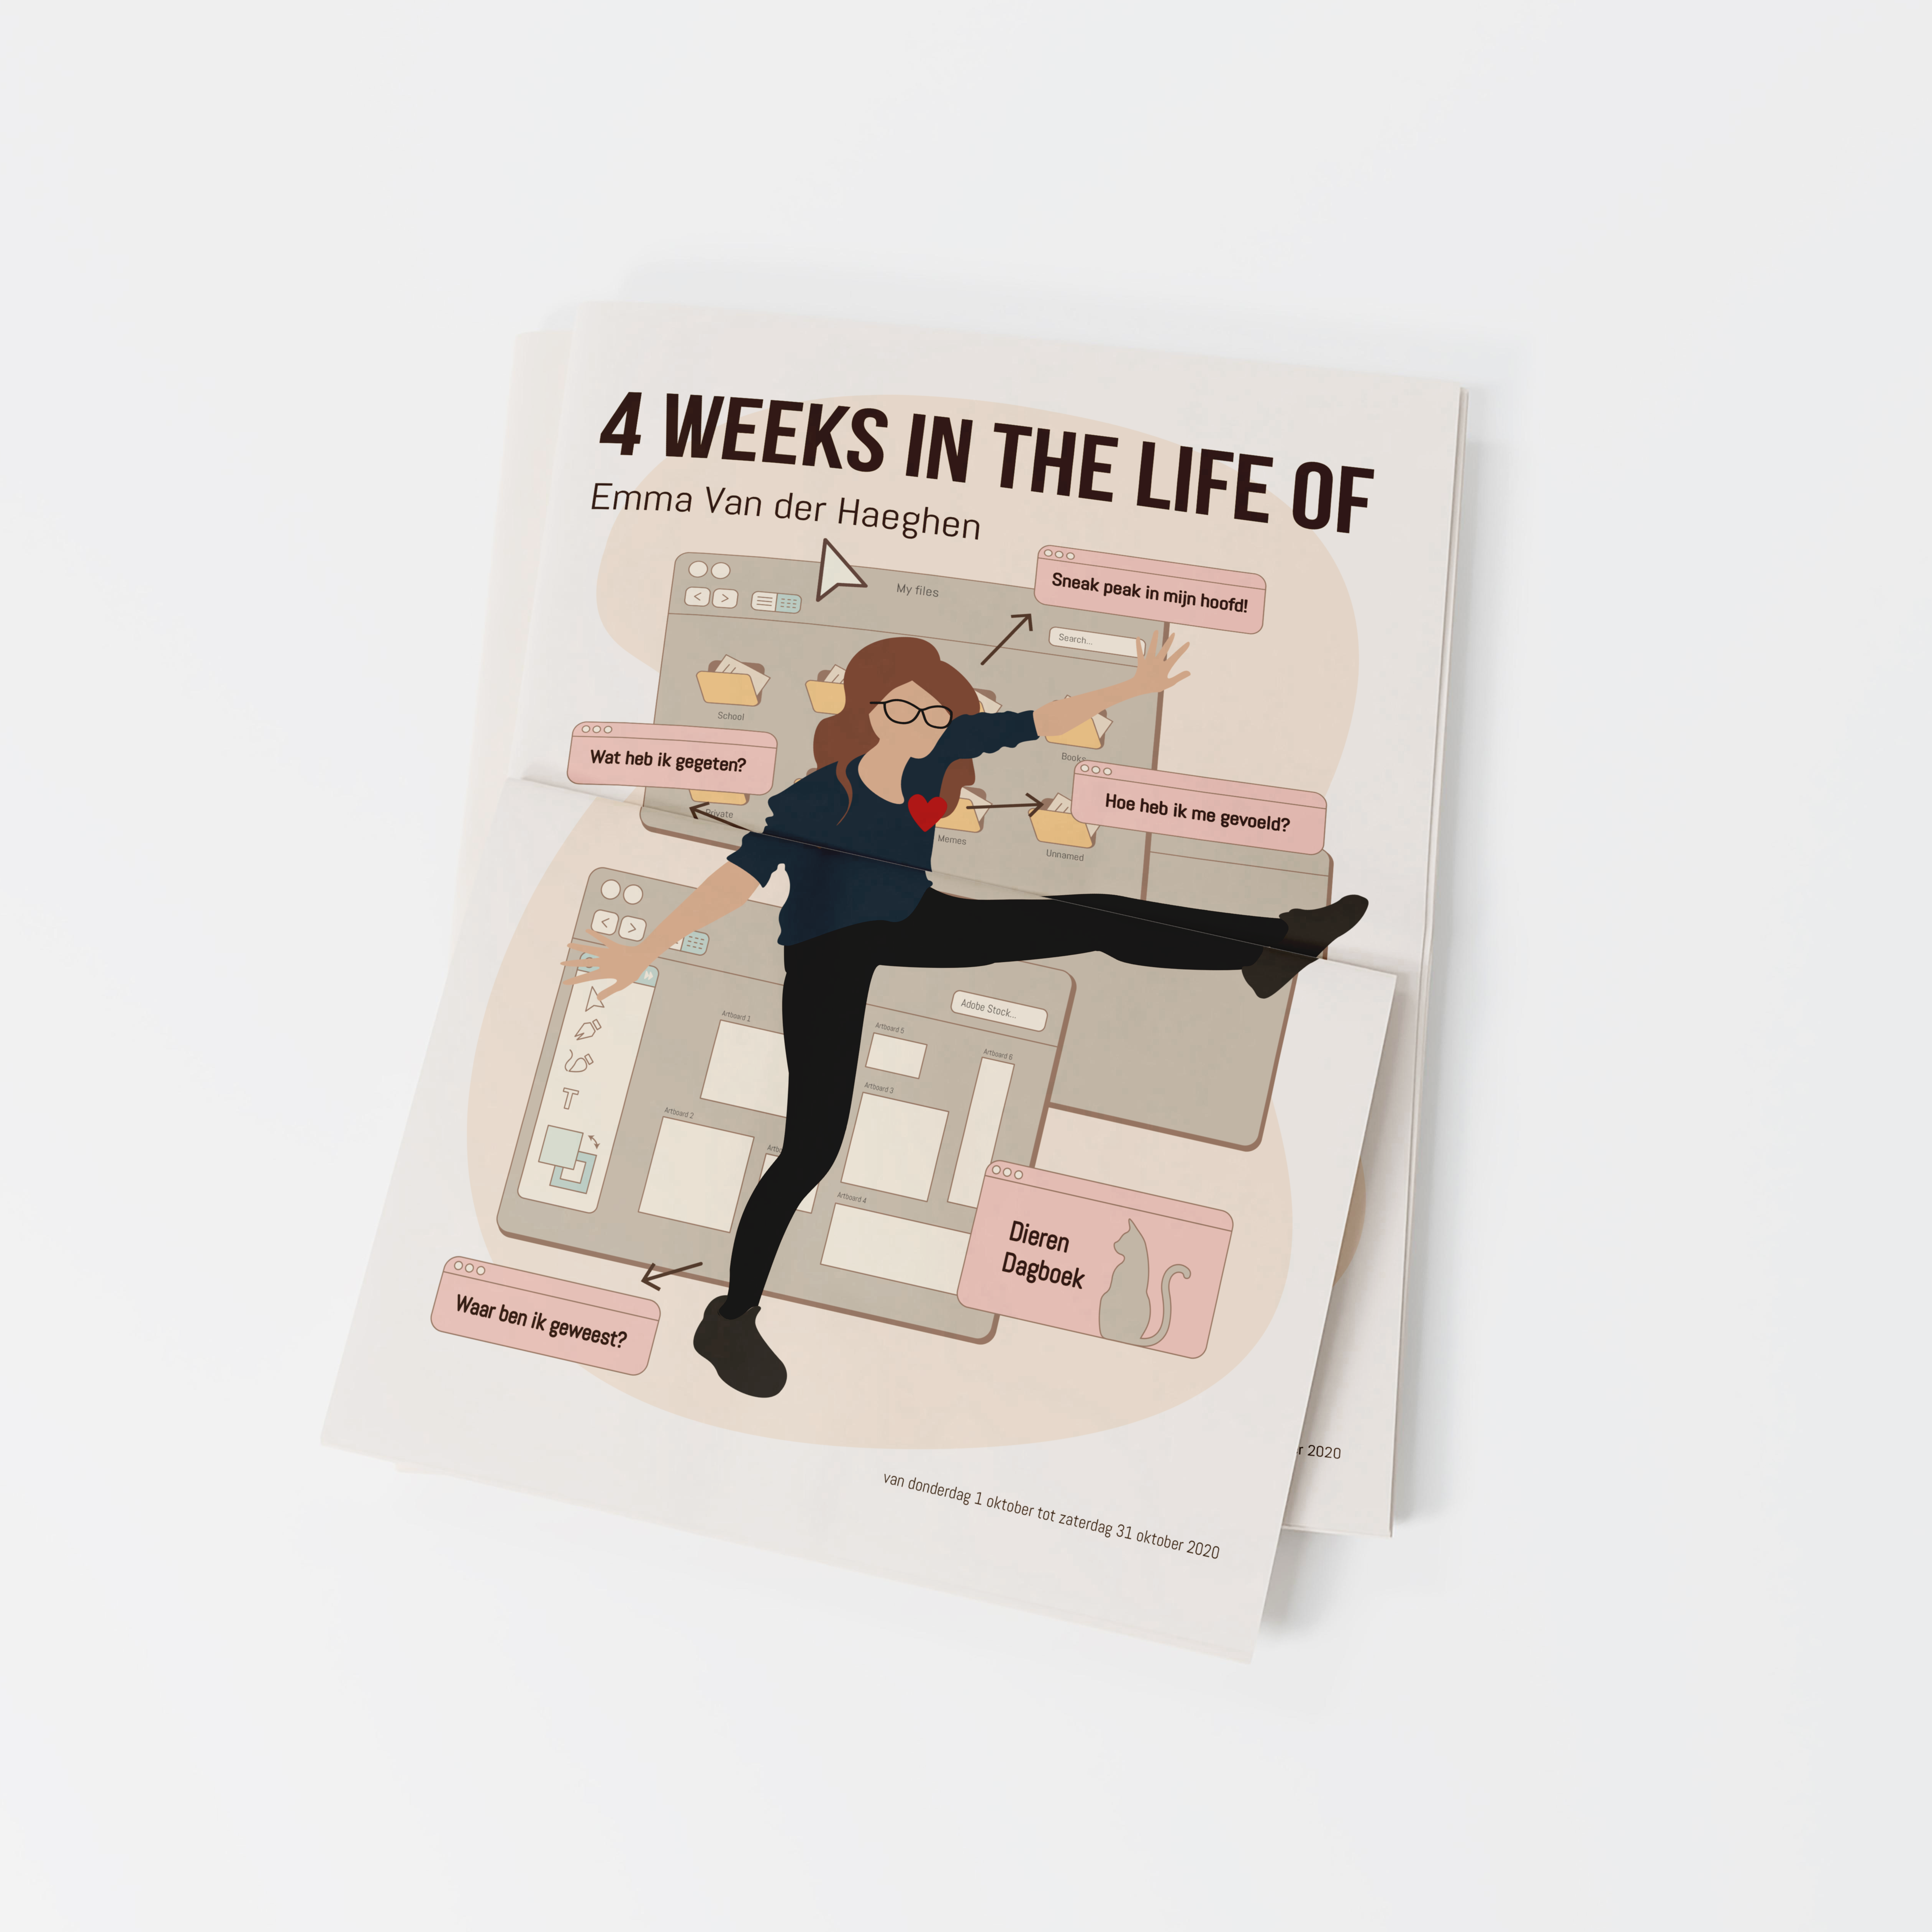 4 WEEKS IN THE LIFE OF
Emma Van der Haeghen
My files
Sneak peak in mijn hoofd!
Search...
School
Books
Wat heb ik gegeten?
Private
Hoe heb ik me gevoeld?
Memes
Unnamed
Adobe Stock...
Artboard 1
Artboard 5
Artboard 6
Artboard 3
Artboard 2
T
Artboard 4
Dieren
Dagboek
Waar ben ik geweest?
2020
van donderdag 1 oktober tot zaterdag 31 oktober 2020